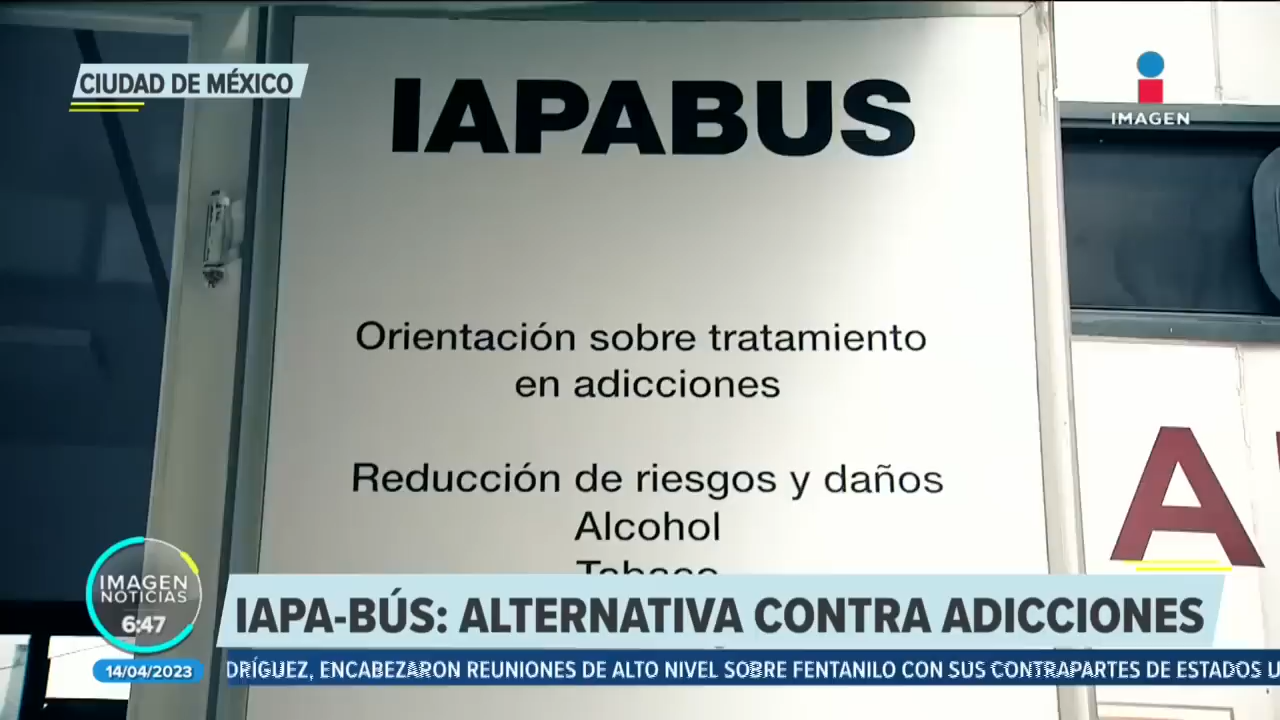 CIUDAD DE MÉXICO
IMAGEN
IAPABUS
Orientación sobre tratamiento
en adicciones
Reducción de riesgos y daños
Alcohol
Tabaco
A
IMAGEN
NOTICIAS
6:47
IAPA-BÚS: ALTERNATIVA CONTRA ADICCIONES
14/04/2023
DRÍGUEZ, ENCABEZARON REUNIONES DE ALTO NIVEL SOBRE FENTANILO CON SUS CONTRAPARTES DE ESTADOS U